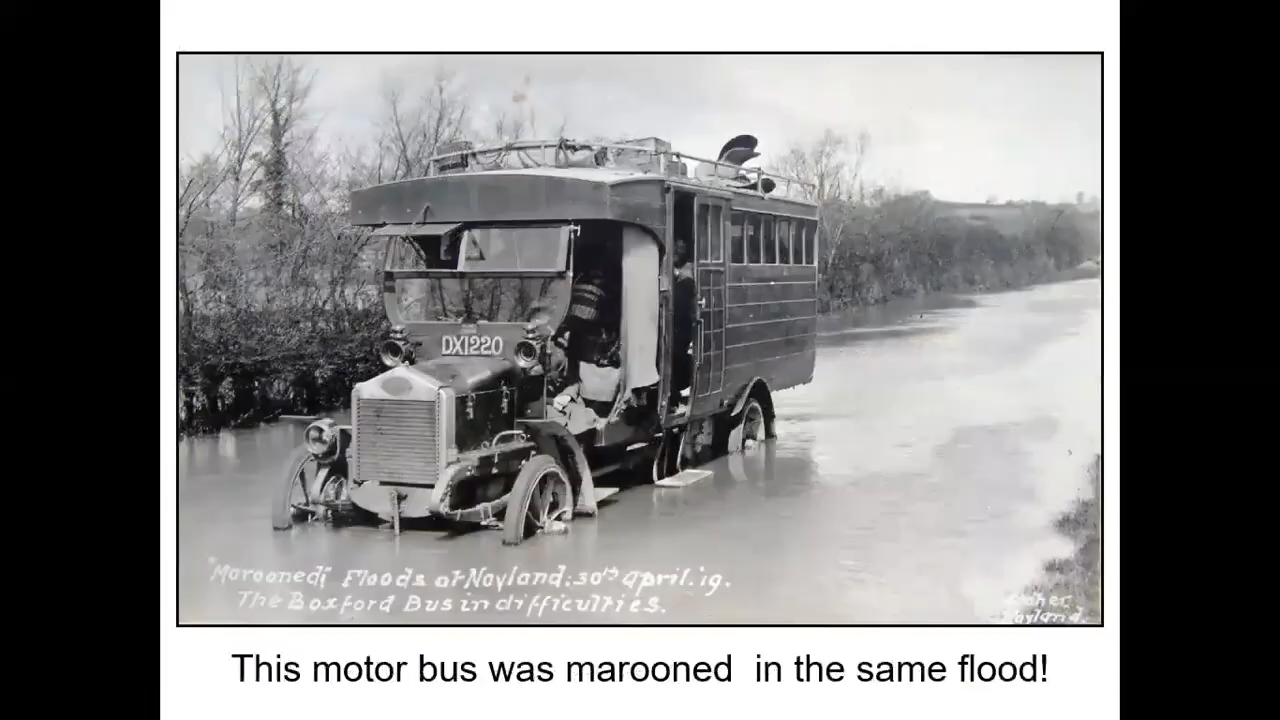 DX1220
"Marooned" Floods at Nayland: 30th april. '19.
The Boxford Bus in difficulties.
Nayland.
This motor bus was marooned  in the same flood!